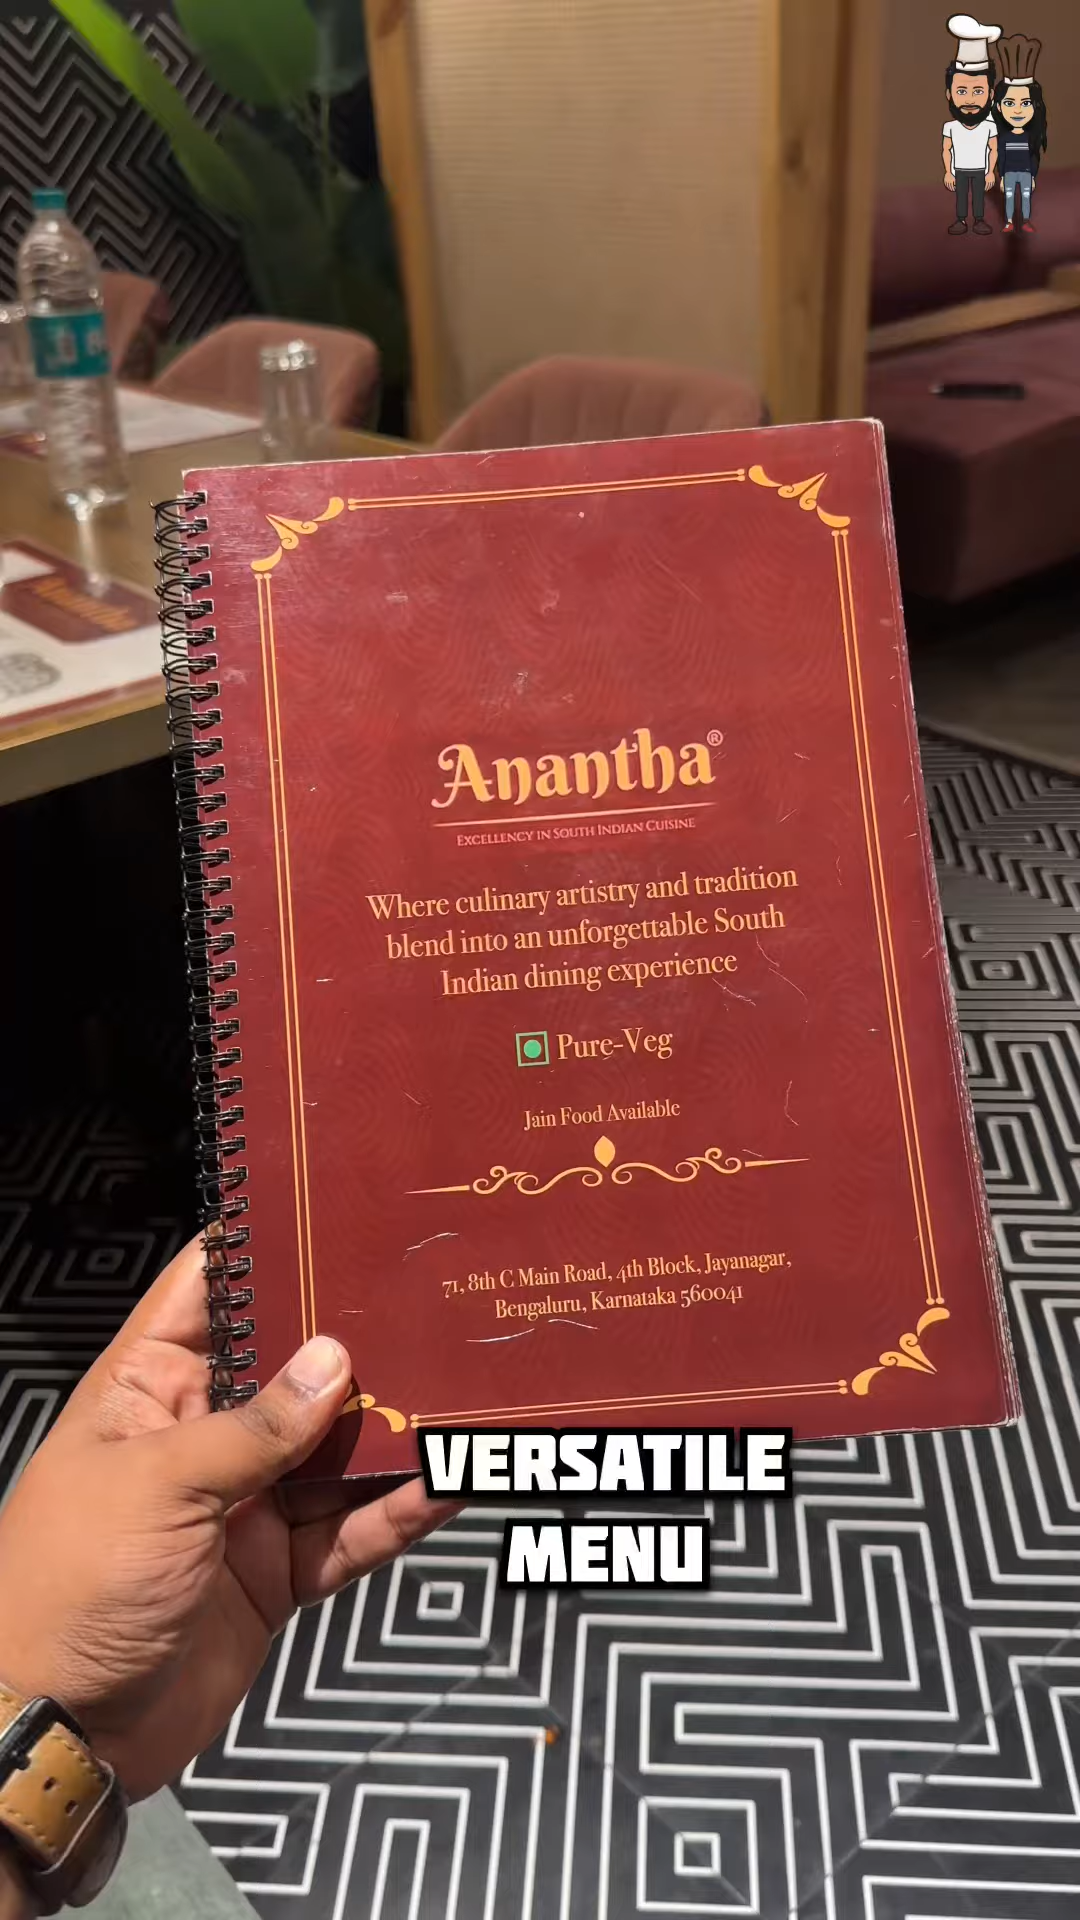 Anantha®
Excellency in South Indian Cuisine
Where culinary artistry and tradition
blend into an unforgettable South
Indian dining experience
Pure-Veg
Jain Food Available
71, 8th C Main Road, 4th Block, Jayanagar,
Bengaluru, Karnataka 560041
VERSATILE
MENU